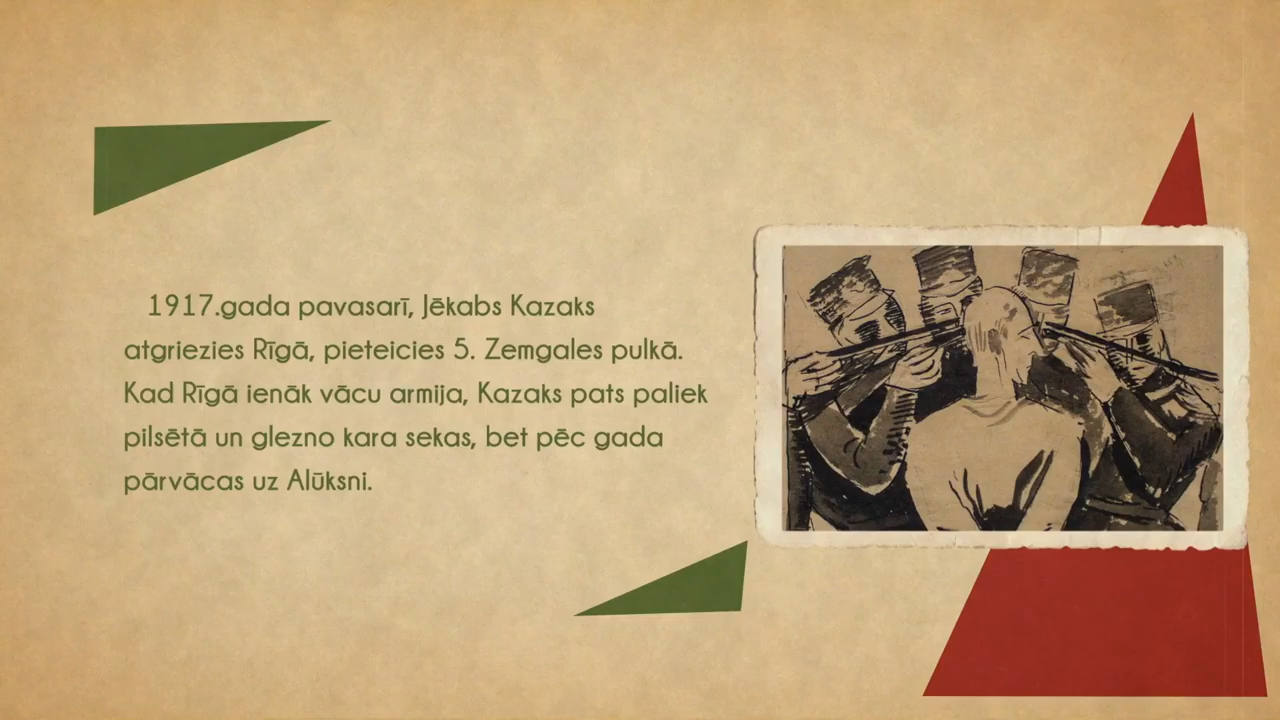 1917.gada pavasarī, Jēkabs Kazaks
atgriezies Rīgā, pieteicies 5. Zemgales pulkā.
Kad Rīgā ienāk vācu armija, Kazaks pats paliek
pilsētā un glezno kara sekas, bet pēc gada
pārvācas uz Alūksni.